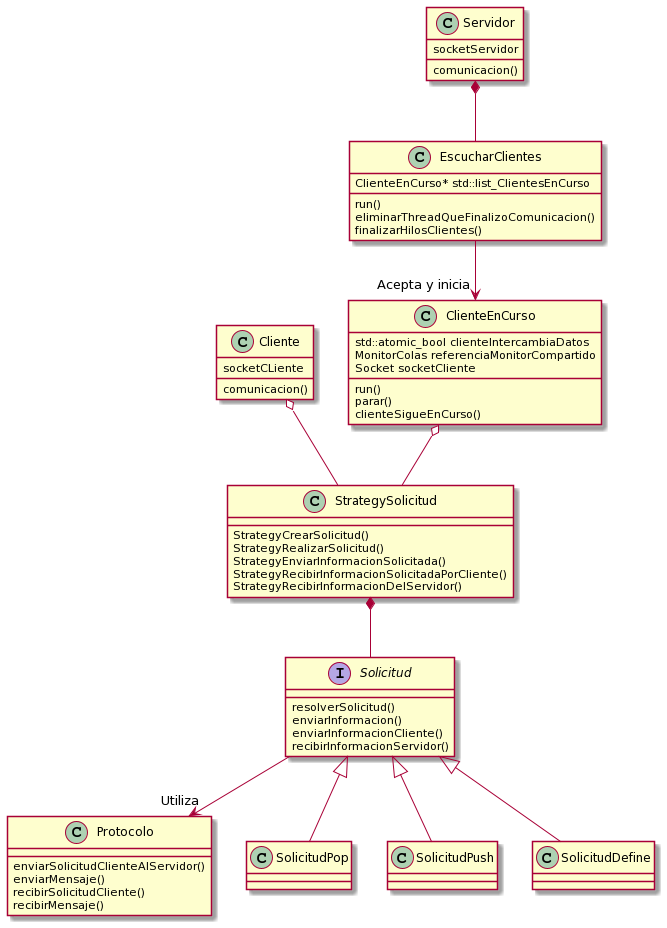 C Servidor
socketServidor
comunicacion()
C EscucharClientes
ClienteEnCurso* std::list_ClientesEnCurso
run()
eliminarThreadQueFinalizoComunicacion()
finalizarHilosClientes()
Acepta y inicia
C Cliente
socketCLiente
comunicacion()
C ClienteEnCurso
std::atomic_bool clienteIntercambiaDatos
MonitorColas referenciaMonitorCompartido
Socket socketCliente
run()
parar()
clienteSigueEnCurso()
C StrategySolicitud
StrategyCrearSolicitud()
StrategyRealizarSolicitud()
StrategyEnviarInformacionSolicitada()
StrategyRecibirInformacionSolicitadaPorCliente()
StrategyRecibirInformacionDelServidor()
I Solicitud
resolverSolicitud()
enviarInformacion()
enviarInformacionCliente()
recibirInformacionServidor()
Utiliza
C Protocolo
enviarSolicitudClienteAlServidor()
enviarMensaje()
recibirSolicitudCliente()
recibirMensaje()
C SolicitudPop
C SolicitudPush
C SolicitudDefine